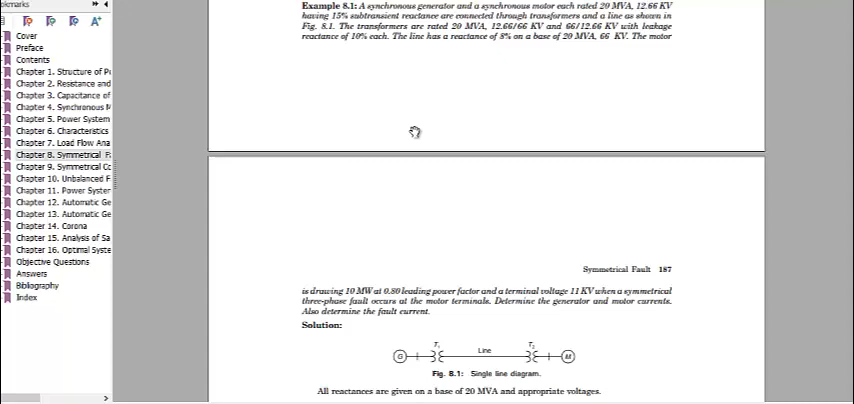 okmarks
Cover
Preface
Contents
Chapter 1. Structure of P
Chapter 2. Resistance and
Chapter 3. Capacitance of
Chapter 4. Synchronous M
Chapter 5. Power System
Chapter 6. Characteristics
Chapter 7. Load Flow Ana
Chapter 8. Symmetrical F
Chapter 9. Symmetrical Co
Chapter 10. Unbalanced F
Chapter 11. Power System
Chapter 12. Automatic Ge
Chapter 13. Automatic Ge
Chapter 14. Corona
Chapter 15. Analysis of Sa
Chapter 16. Optimal Syste
Objective Questions
Answers
Bibliography
Index
Example 8.1: A synchronous generator and a synchronous motor each rated 20 MVA, 12.66 KV
having 15% subtransient reactance are connected through transformers and a line as shown in
Fig. 8.1. The transformers are rated 20 MVA, 12.66/66 KV and 66/12.66 KV with leakage
reactance of 10% each. The line has a reactance of 8% on a base of 20 MVA, 66 KV. The motor
Symmetrical Fault 187
is drawing 10 MW at 0.80 leading power factor and a terminal voltage 11 KV when a symmetrical
three-phase fault occurs at the motor terminals. Determine the generator and motor currents.
Also determine the fault current.
Solution:
T1 Line T2
G M
Fig. 8.1: Single line diagram.
All reactances are given on a base of 20 MVA and appropriate voltages.